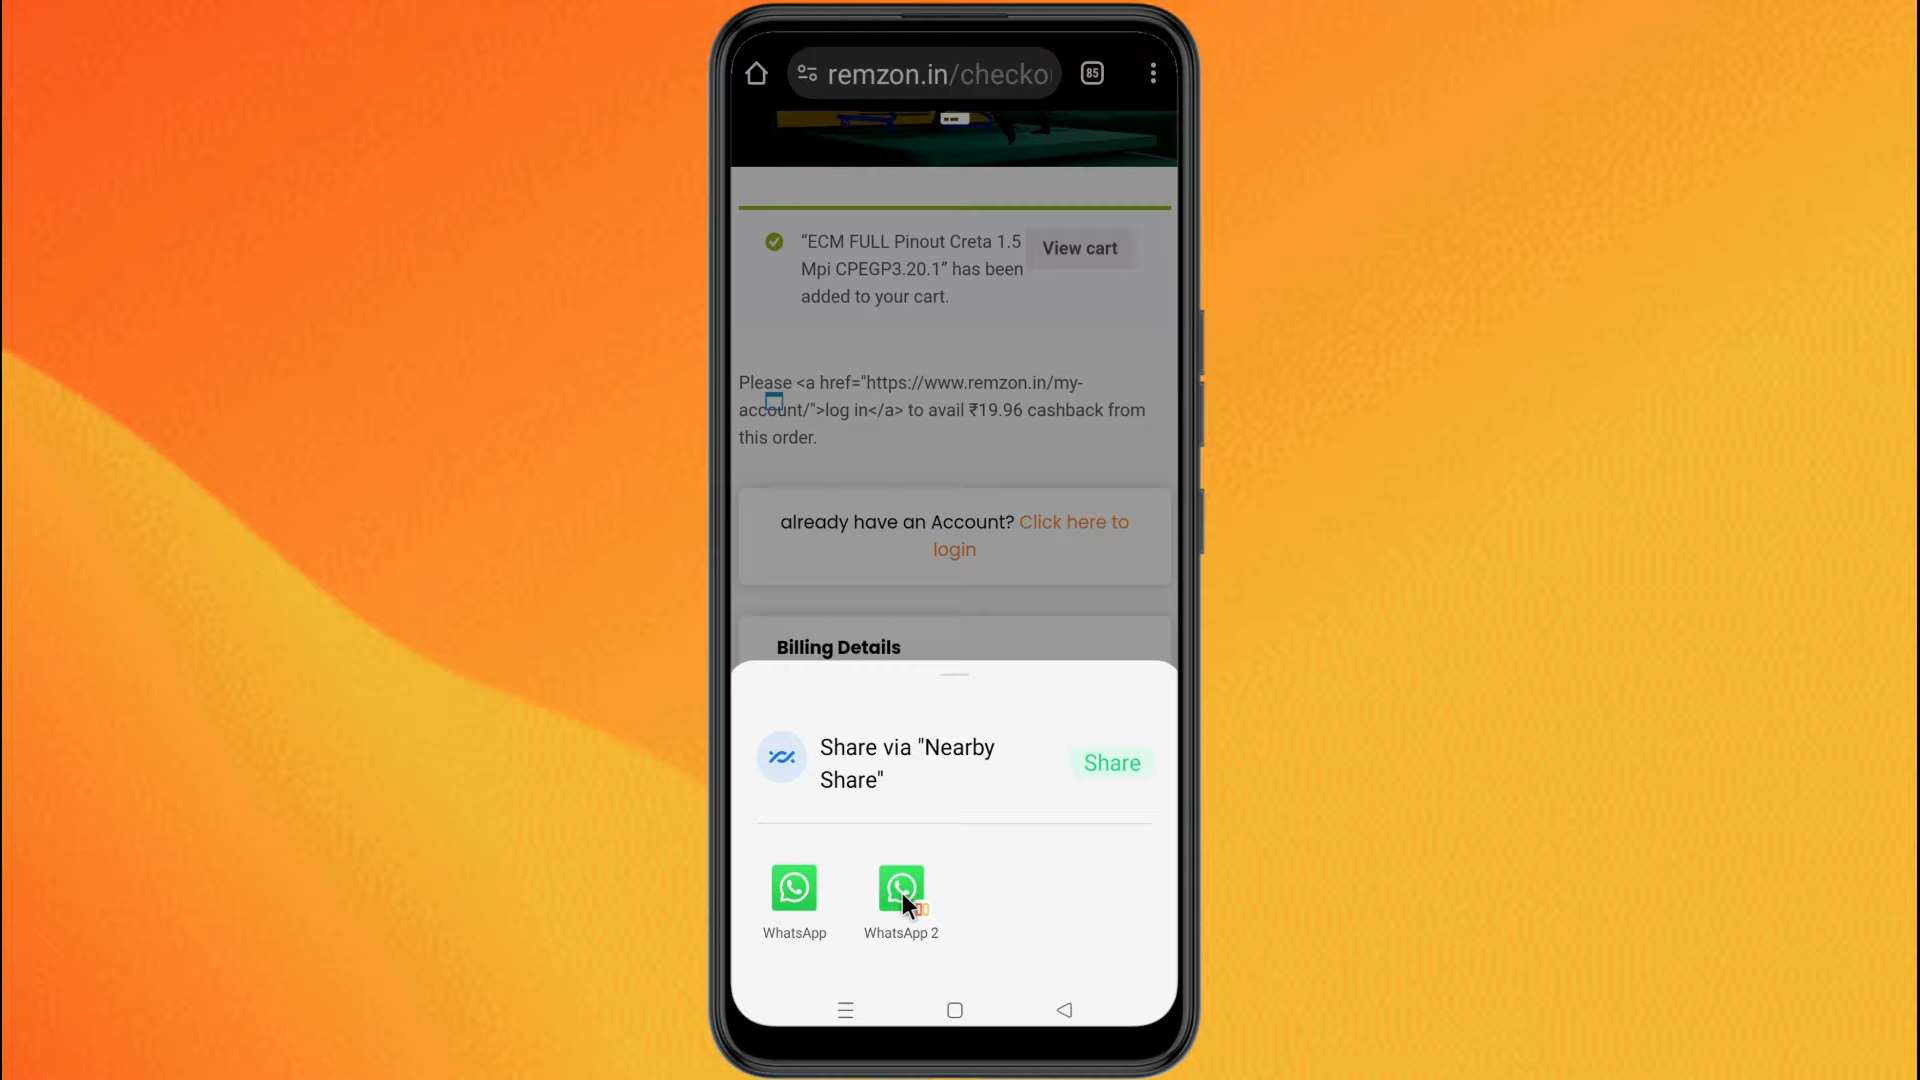 remzon.in/checko
85
“ECM FULL Pinout Creta 1.5
Mpi CPEGP3.20.1” has been
added to your cart.
View cart
Please <a href="https://www.remzon.in/my-
account/">log in</a> to avail ₹19.96 cashback from
this order.
already have an Account? Click here to
login
Billing Details
Share via "Nearby
Share"
Share
WhatsApp
WhatsApp 2